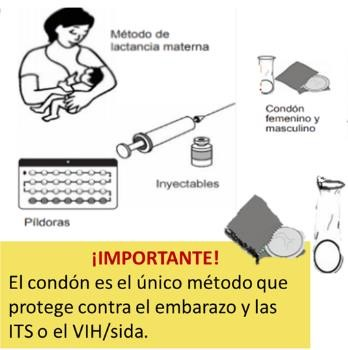 Método de
lactancia materna
Condón
femenino y
masculino
Inyectables
Píldoras
¡IMPORTANTE!
El condón es el único método que
protege contra el embarazo y las
ITS o el VIH/sida.